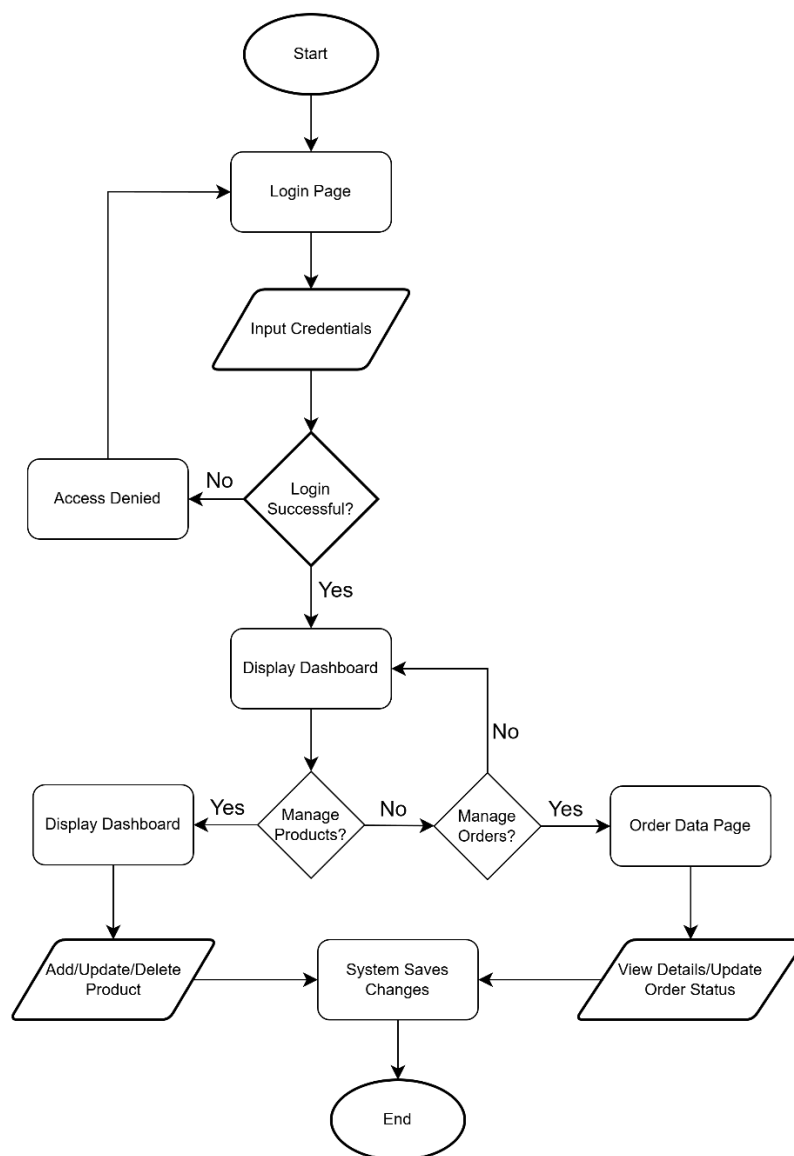 Start
Login Page
Input Credentials
Login
Successful?
No
Access Denied
Yes
Display Dashboard
No
Display Dashboard
Yes
Manage
Products?
No
Manage
Orders?
Yes
Order Data Page
Add/Update/Delete
Product
System Saves
Changes
View Details/Update
Order Status
End